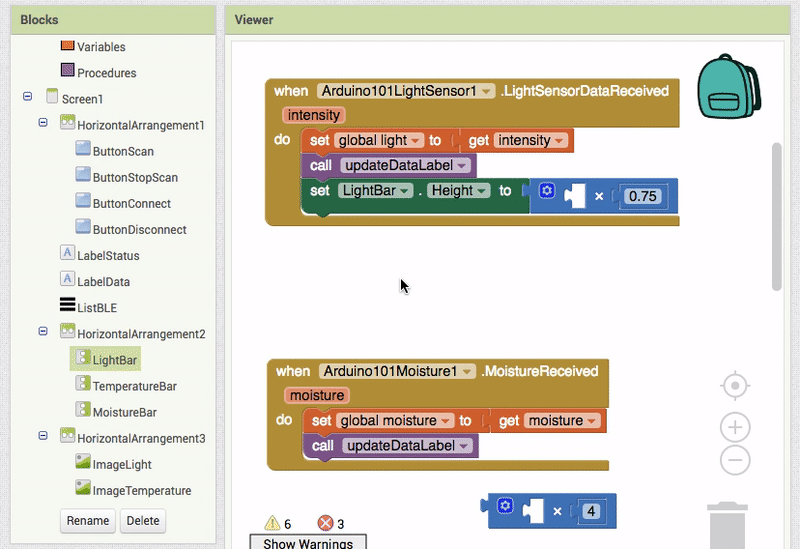 Blocks
Variables
Procedures
Screen1
HorizontalArrangement1
ButtonScan
ButtonStopScan
ButtonConnect
ButtonDisconnect
A LabelStatus
A LabelData
ListBLE
HorizontalArrangement2
LightBar
TemperatureBar
MoistureBar
HorizontalArrangement3
ImageLight
ImageTemperature
Rename Delete
Viewer
when Arduino101LightSensor1 .LightSensorDataReceived
intensity
do set global light to get intensity
call updateDataLabel
set LightBar . Height to × 0.75
when Arduino101Moisture1 .MoistureReceived
moisture
do set global moisture to get moisture
call updateDataLabel
× 4
6 3
Show Warnings